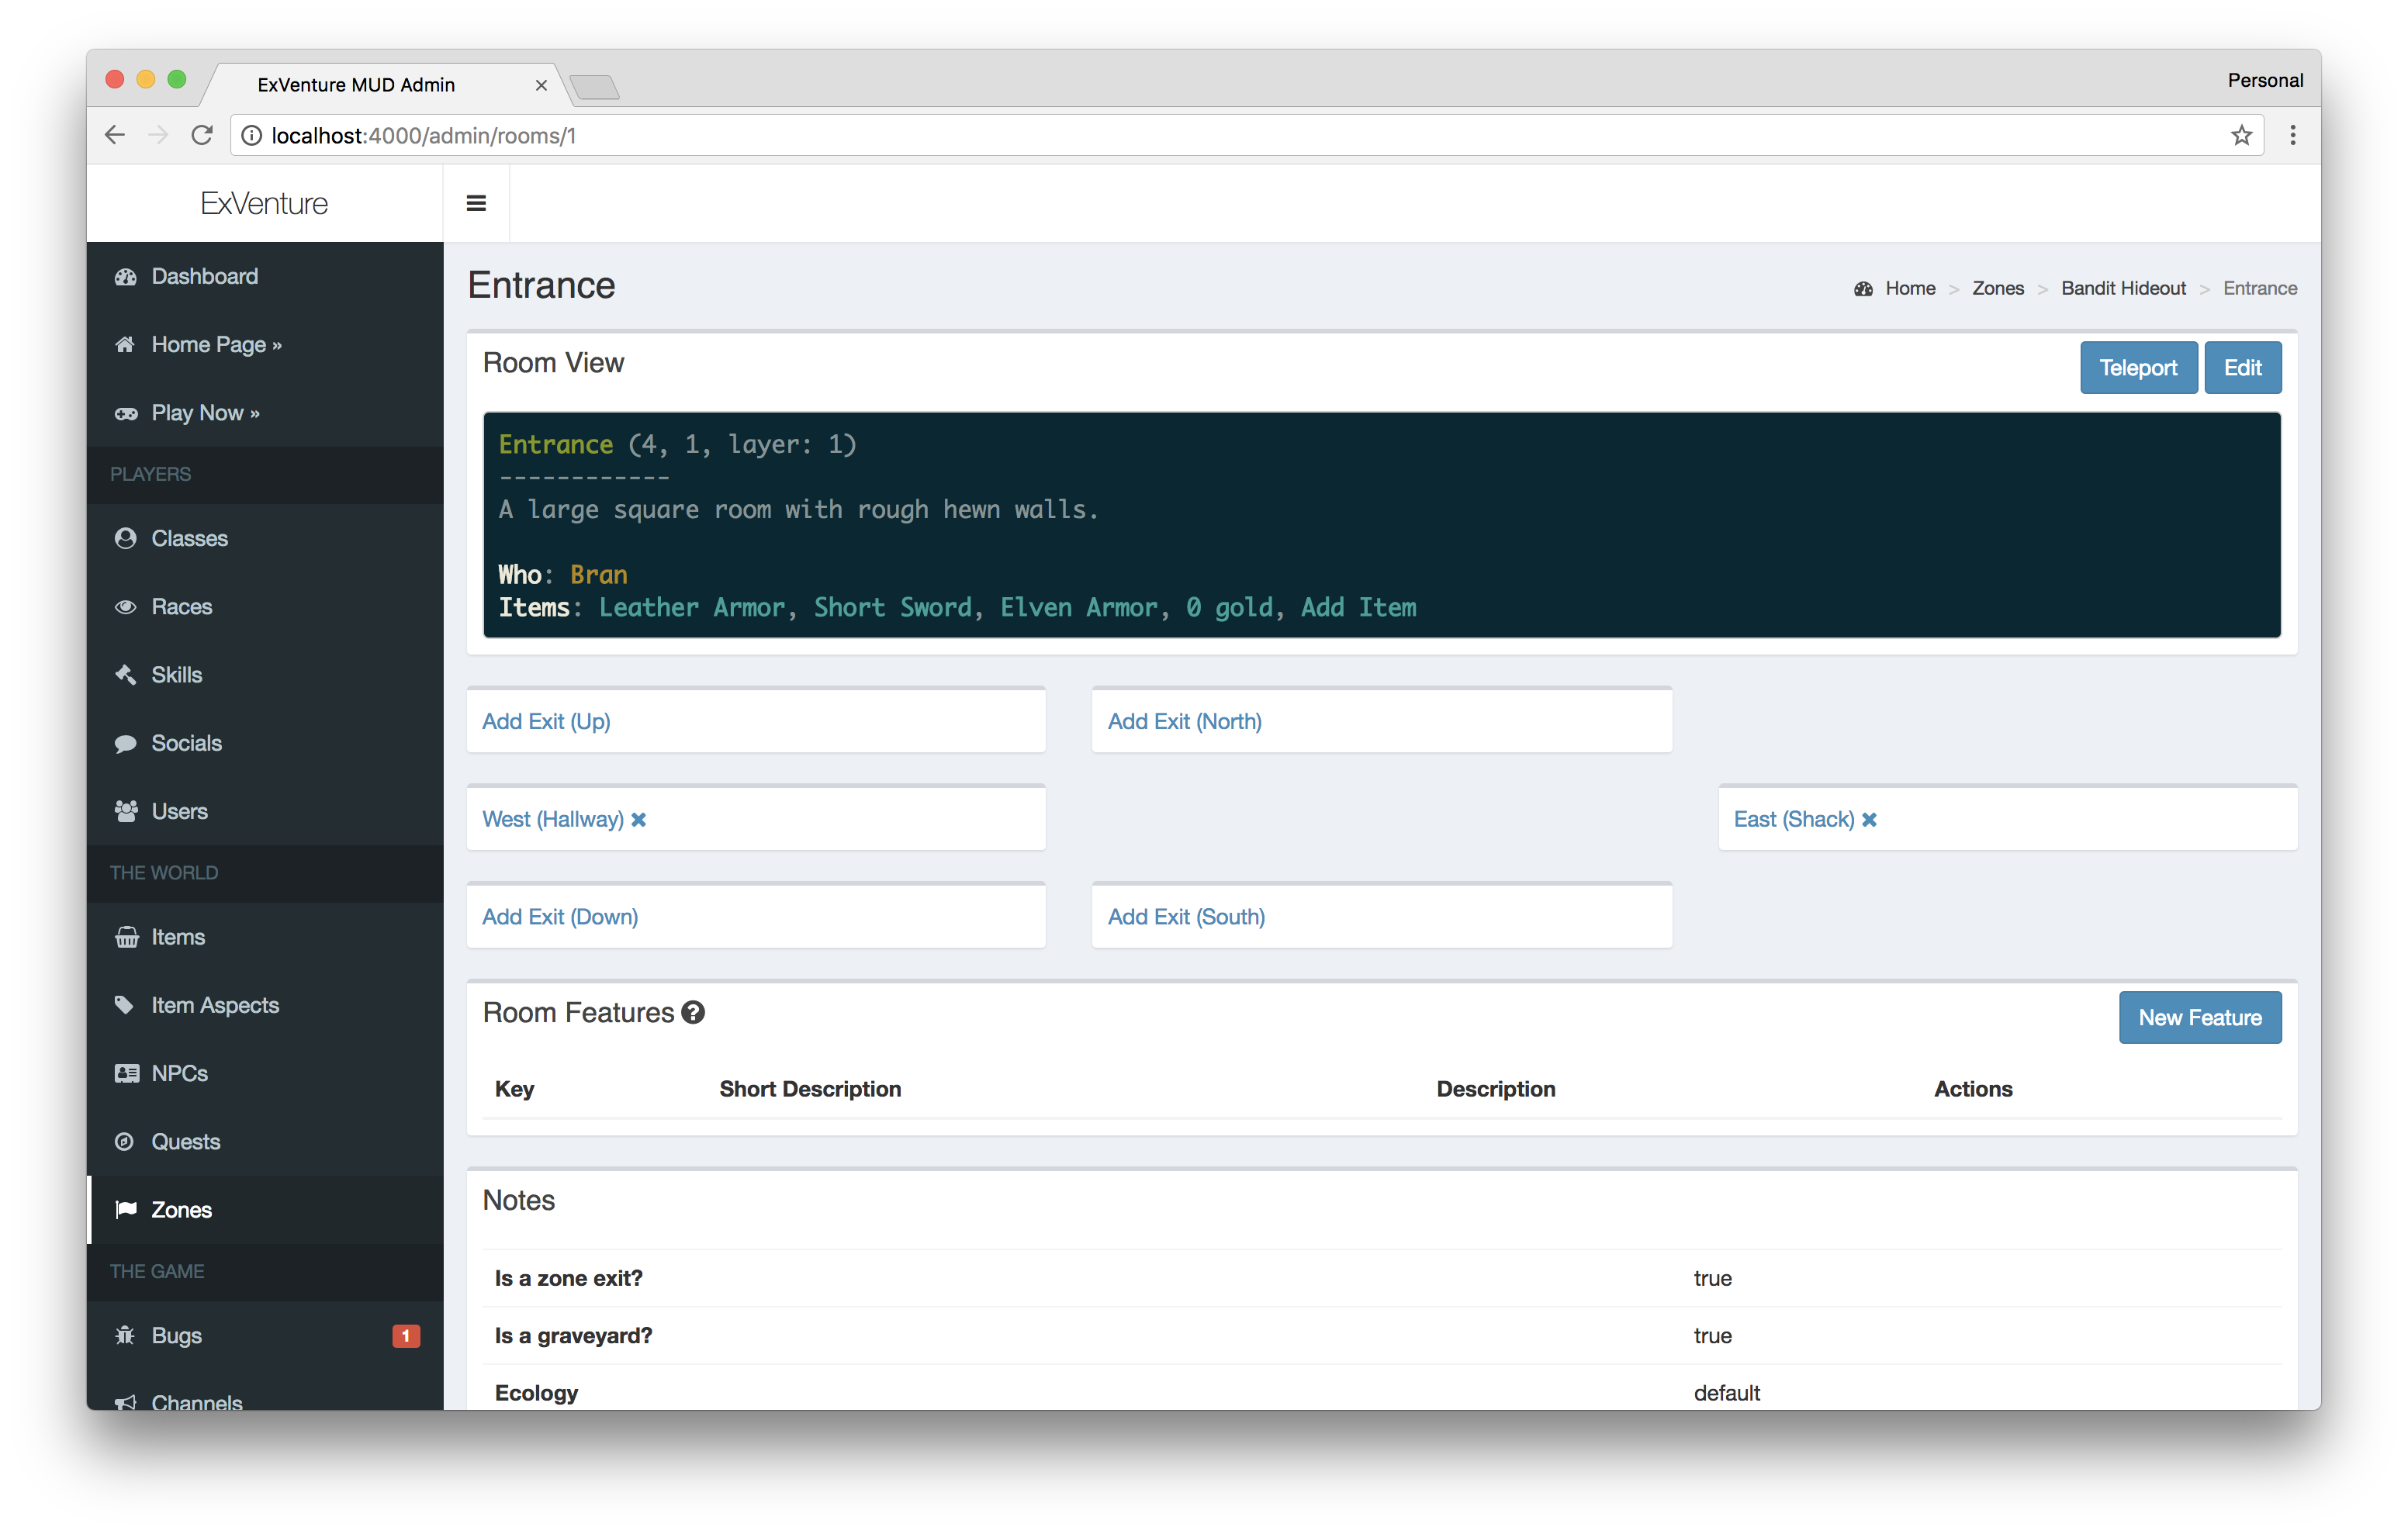 ExVenture MUD Admin
Personal
localhost:4000/admin/rooms/1
ExVenture
Dashboard
Home Page »
Play Now »
PLAYERS
Classes
Races
Skills
Socials
Users
THE WORLD
Items
Item Aspects
NPCs
Quests
Zones
THE GAME
Bugs 1
Channels
Entrance
Home > Zones > Bandit Hideout > Entrance
Room View
Teleport
Edit
Entrance (4, 1, layer: 1)
------------
A large square room with rough hewn walls.
Who: Bran
Items: Leather Armor, Short Sword, Elven Armor, 0 gold, Add Item
Add Exit (Up)
Add Exit (North)
West (Hallway)
East (Shack)
Add Exit (Down)
Add Exit (South)
Room Features
New Feature
Key Short Description Description Actions
Notes
Is a zone exit? true
Is a graveyard? true
Ecology default